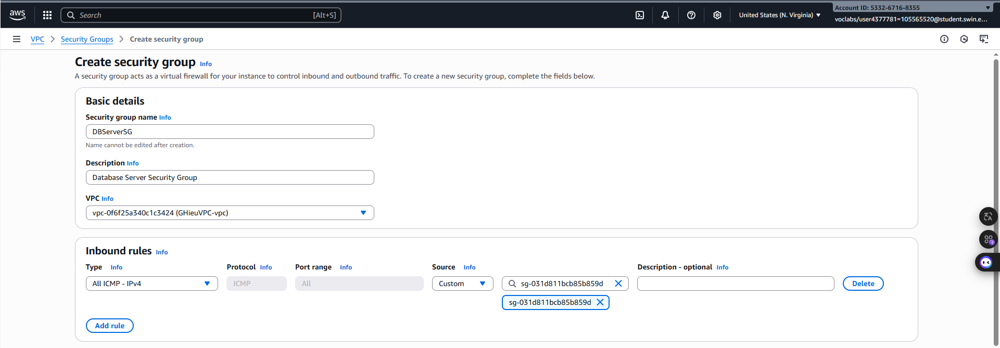 aws
Search [Alt+S]
United States (N. Virginia)
Account ID: 5332-6716-8355
voclabs/user4377781=105565520@student.swin.e...
VPC > Security Groups > Create security group
Create security group Info
A security group acts as a virtual firewall for your instance to control inbound and outbound traffic. To create a new security group, complete the fields below.
Basic details
Security group name Info
DBServerSG
Name cannot be edited after creation.
Description Info
Database Server Security Group
VPC Info
vpc-0f6f25a340c1c3424 (GHieuVPC-vpc)
Inbound rules Info
Type Info Protocol Info Port range Info Source Info Description - optional Info
All ICMP - IPv4 ICMP All Custom sg-031d811bcb85b859d Delete
sg-031d811bcb85b859d
Add rule